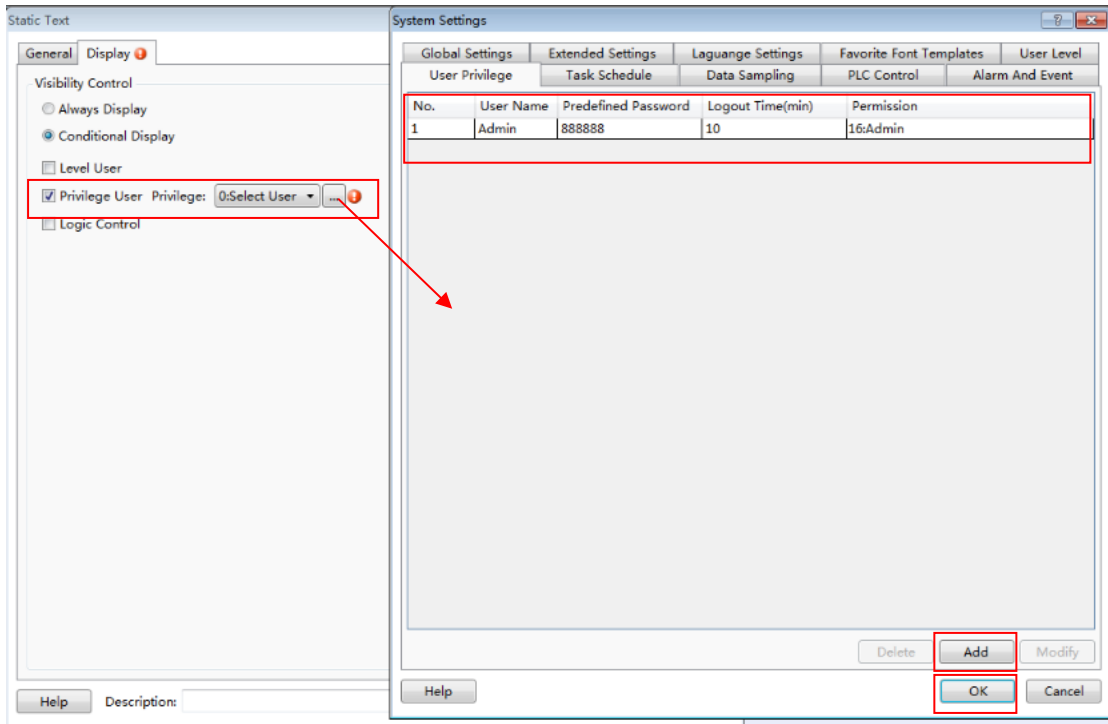 Static Text
General Display
Visibility Control
Always Display
Conditional Display
Level User
Privilege User Privilege: 0:Select User ...
Logic Control
Help Description:
System Settings
Global Settings Extended Settings Laguange Settings Favorite Font Templates User Level
User Privilege Task Schedule Data Sampling PLC Control Alarm And Event
No. User Name Predefined Password Logout Time(min) Permission
1 Admin 888888 10 16:Admin
Delete Add Modify
Help OK Cancel